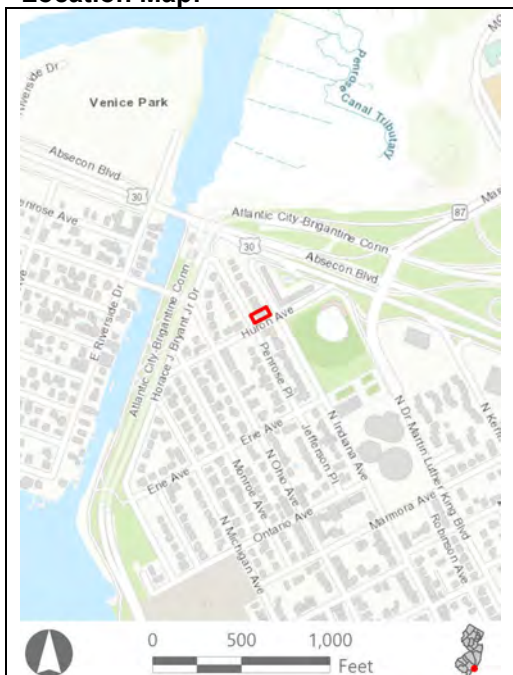 Location Map:
Riverside Dr
Venice Park
Penrose Canal Tributary
Absecon Blvd
30
enrose Ave
E Riverside Dr
Atlantic City-Brigantine Conn
87
30
Absecon Blvd
Atlantic City-Brigantine Conn
Horace J Bryant Jr Dr
Huron Ave
Penrose Pl
N Indiana Ave
Jefferson Pl
N Dr Martin Luther King Blvd
Erie Ave
Erie Ave
N Ohio Ave
Monroe Ave
Ontario Ave
N Michigan Ave
Marmora Ave
Robinson Ave
0 500 1,000
Feet